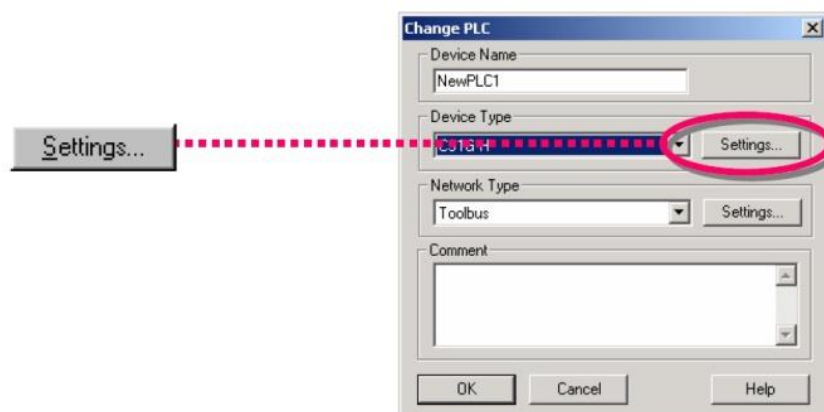 Change PLC
Device Name
NewPLC1
Device Type
Settings...
Settings...
Network Type
Toolbus
Settings...
Comment
OK
Cancel
Help